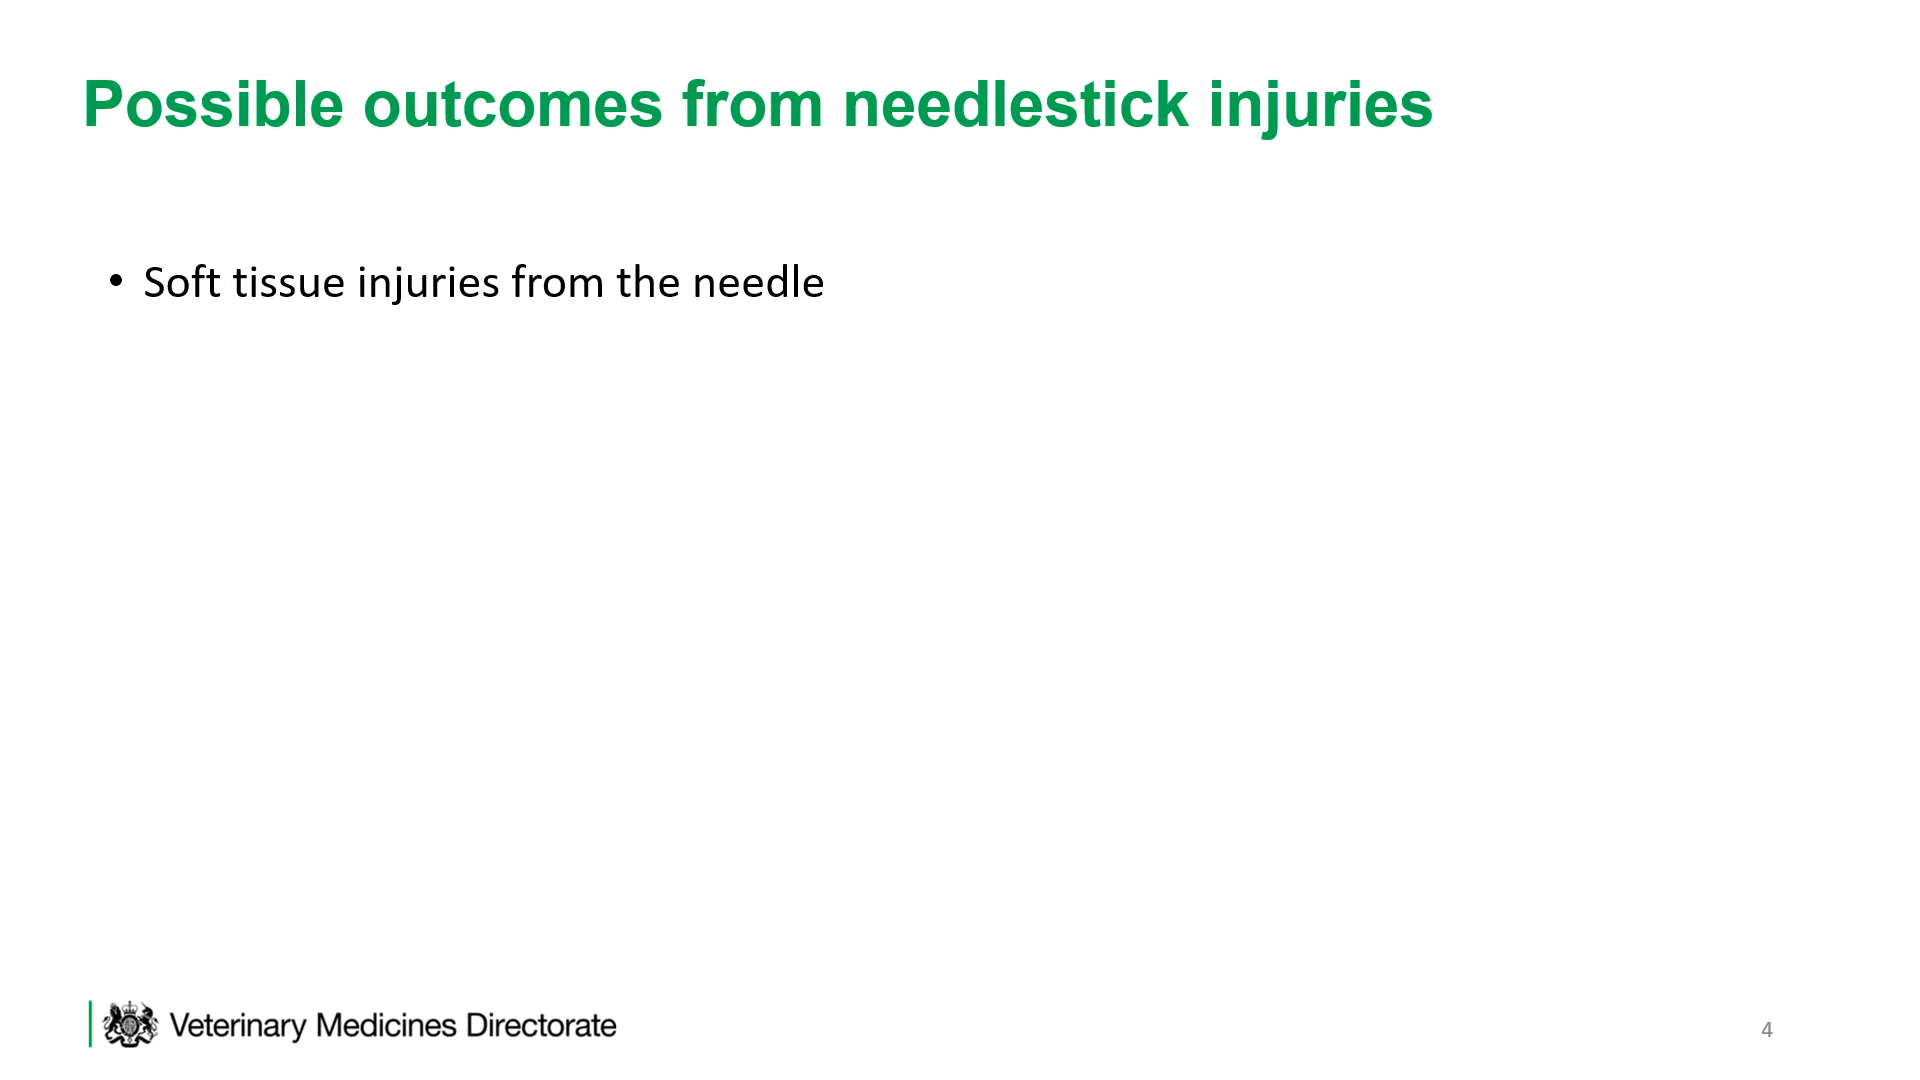 Possible outcomes from needlestick injuries
• Soft tissue injuries from the needle
Veterinary Medicines Directorate
4